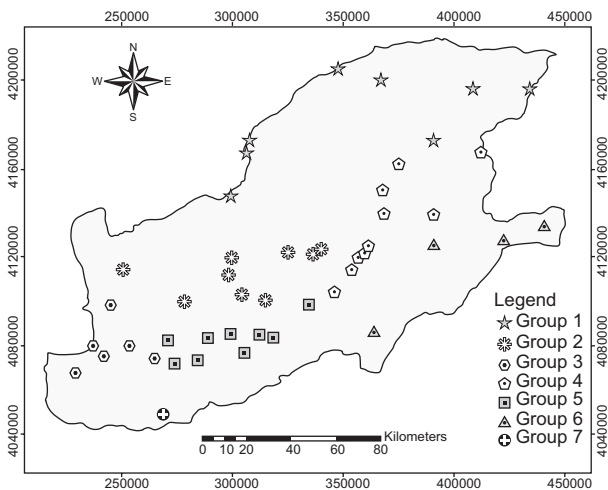 250000 300000 350000 400000 450000
N
W E
S
4200000 4200000
4160000 4160000
4120000 4120000
4080000 4080000
4040000 4040000
Legend
Group 1
Group 2
Group 3
Group 4
Group 5
Group 6
Group 7
Kilometers
0 10 20 40 60 80
250000 300000 350000 400000 450000